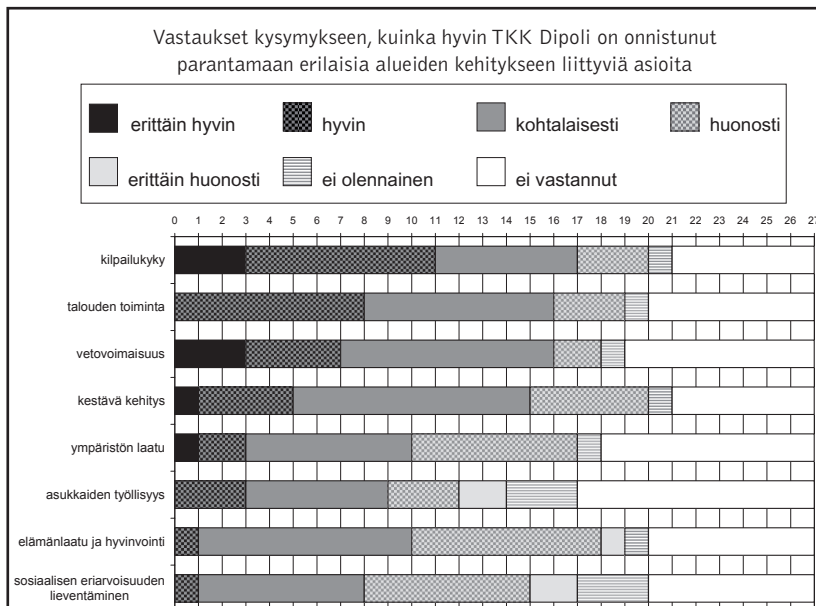 Vastaukset kysymykseen, kuinka hyvin TKK Dipoli on onnistunut
parantamaan erilaisia alueiden kehitykseen liittyviä asioita
erittäin hyvin hyvin kohtalaisesti huonosti
erittäin huonosti ei olennainen ei vastannut
0 1 2 3 4 5 6 7 8 9 10 11 12 13 14 15 16 17 18 19 20 21 22 23 24 25 26 27
kilpailukyky
talouden toiminta
vetovoimaisuus
kestävä kehitys
ympäristön laatu
asukkaiden työllisyys
elämänlaatu ja hyvinvointi
sosiaalisen eriarvoisuuden
lieventäminen